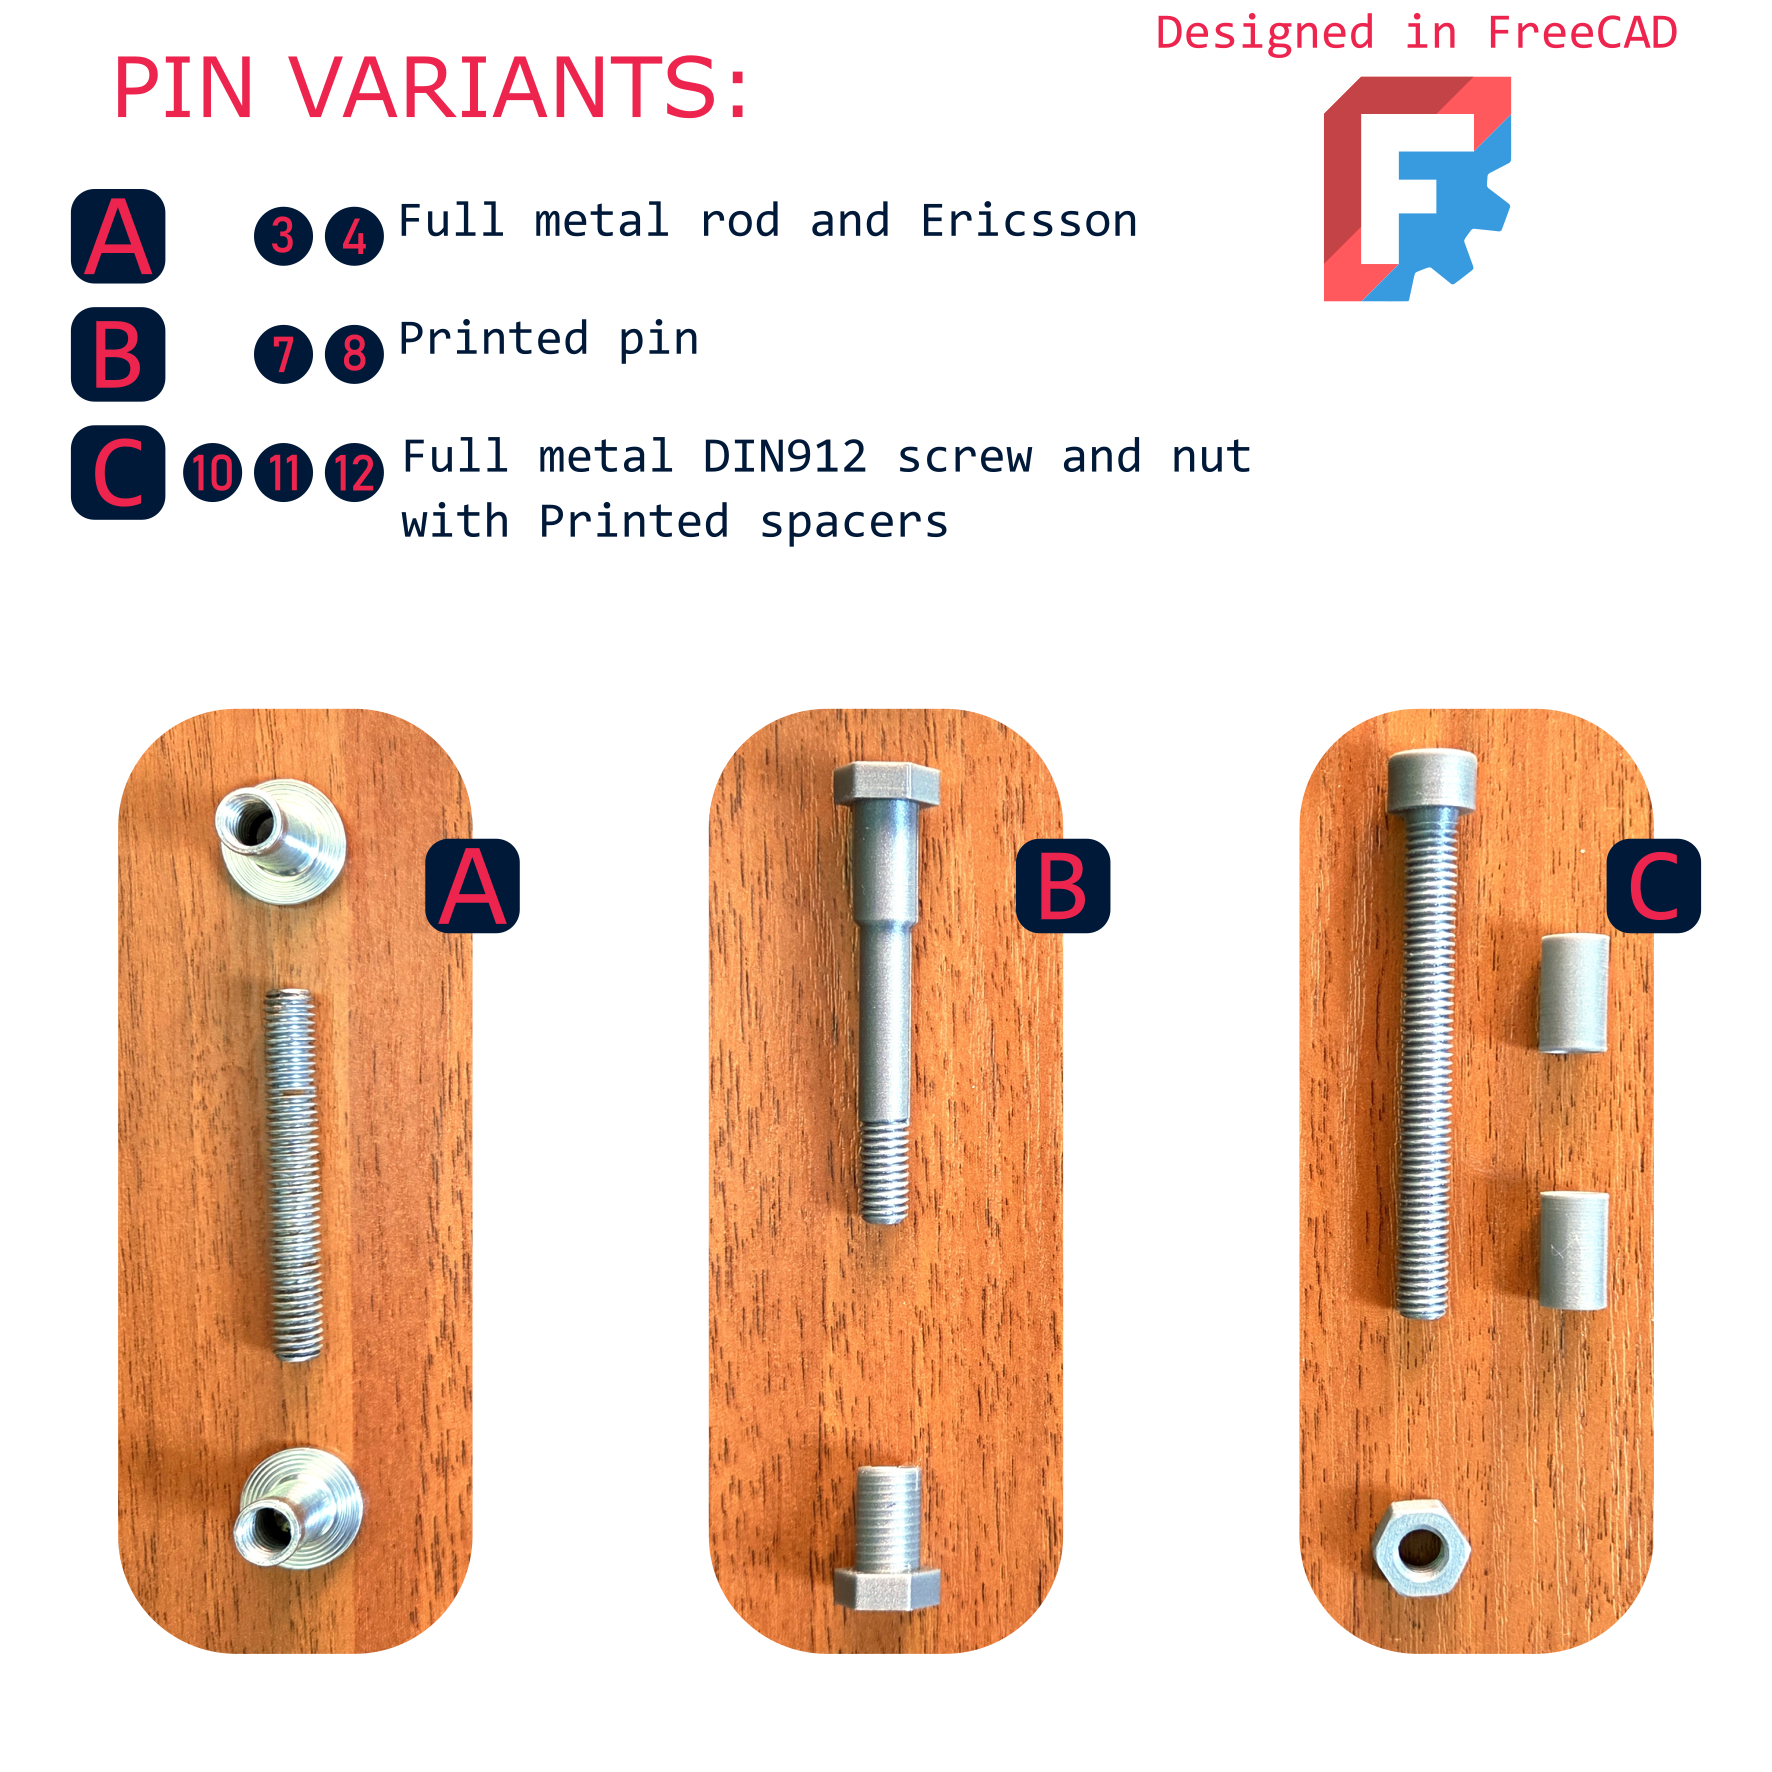 Designed in FreeCAD
PIN VARIANTS:
A 3 4 Full metal rod and Ericsson
B 7 8 Printed pin
C 10 11 12 Full metal DIN912 screw and nut
with Printed spacers
A
B
C